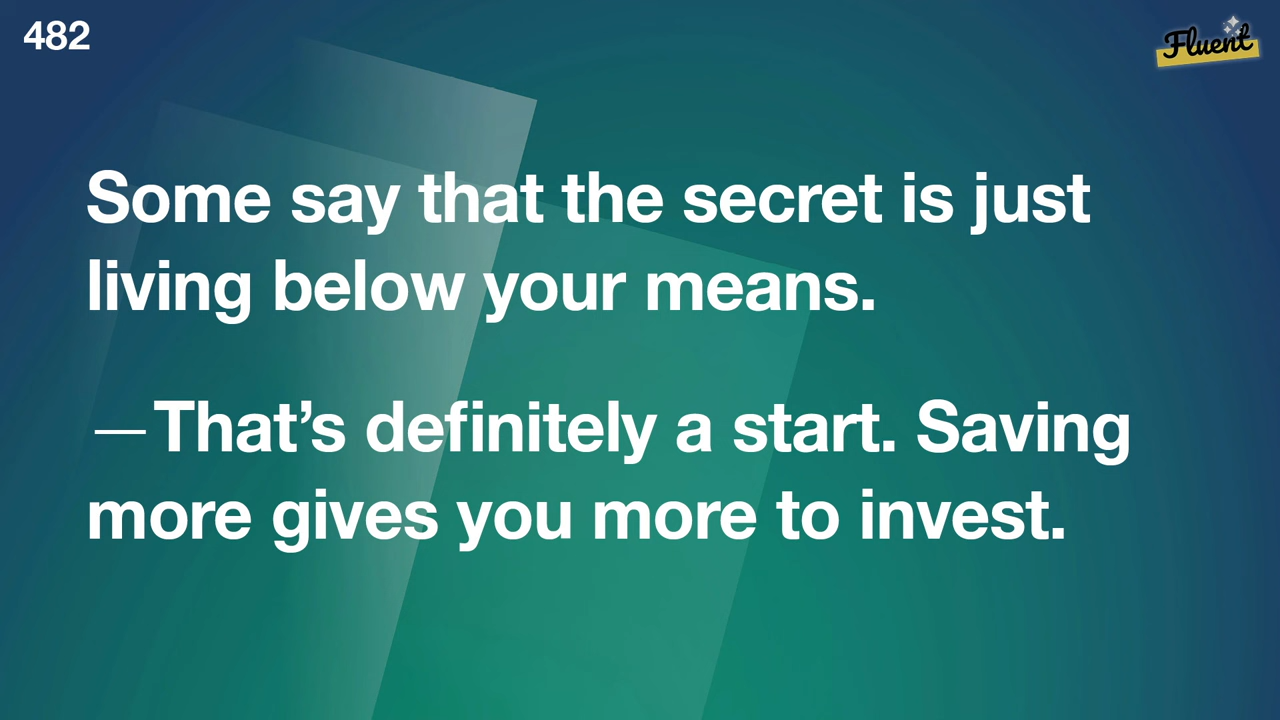 482
Fluent
Some say that the secret is just
living below your means.
—That’s definitely a start. Saving
more gives you more to invest.